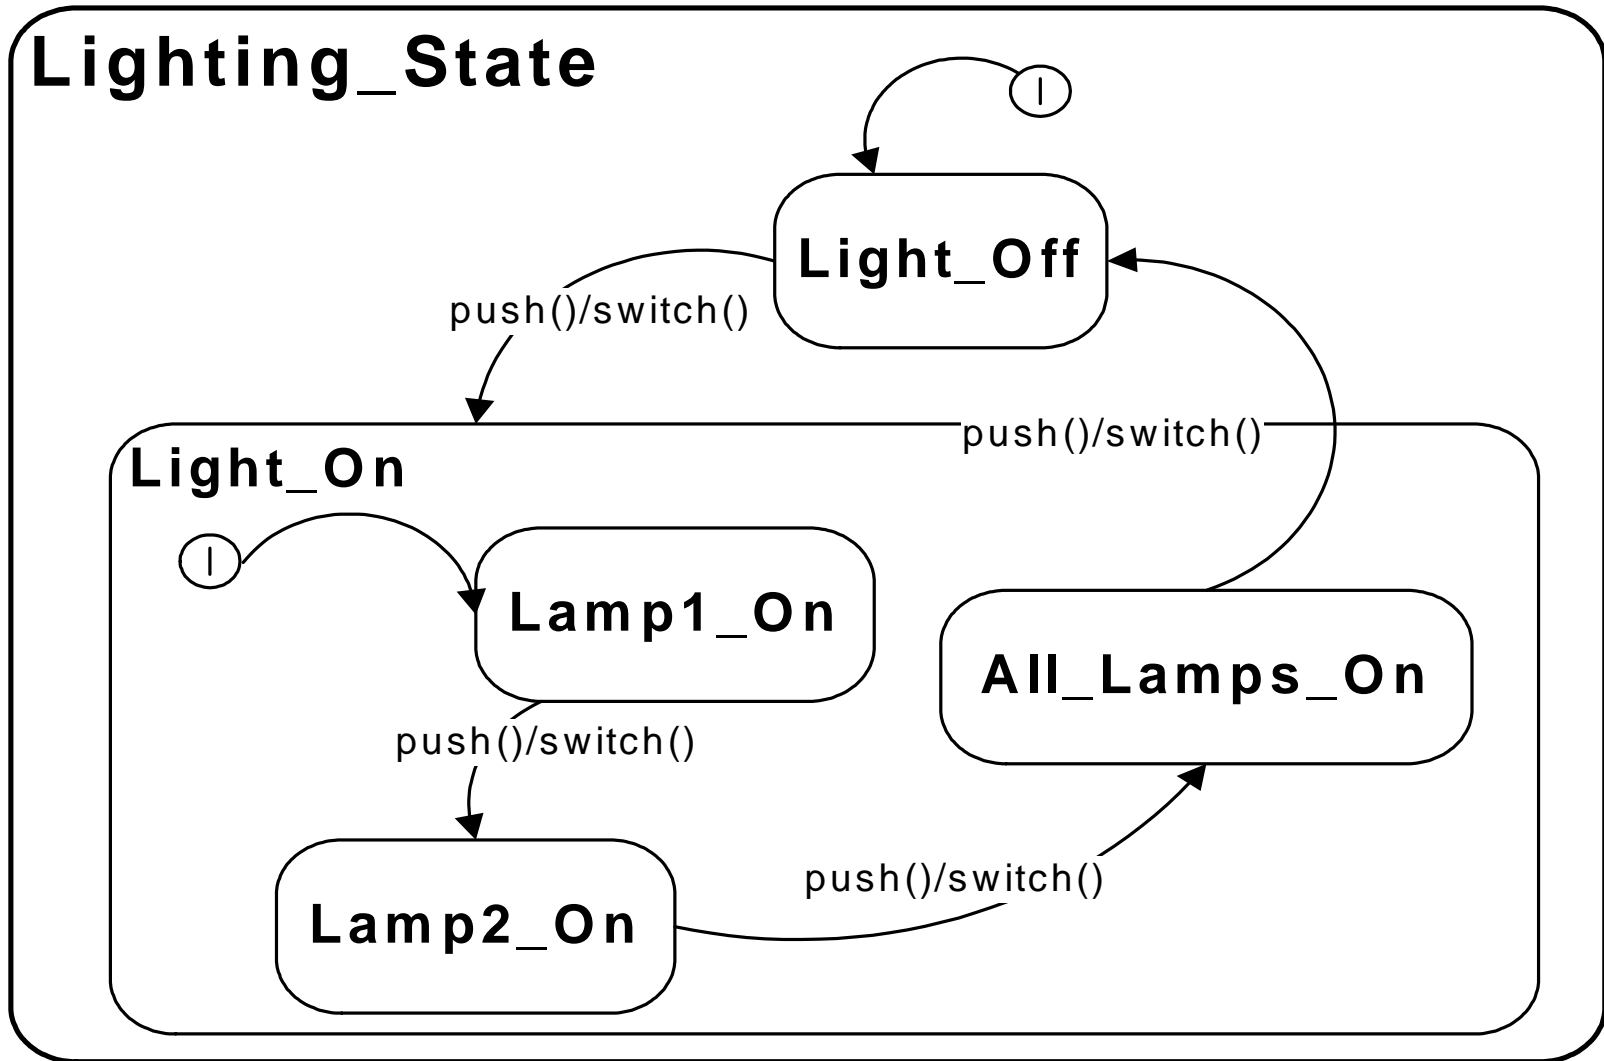 Lighting_State
I
Light_Off
push()/switch()
push()/switch()
Light_On
I
Lamp1_On
All_Lamps_On
push()/switch()
push()/switch()
Lamp2_On